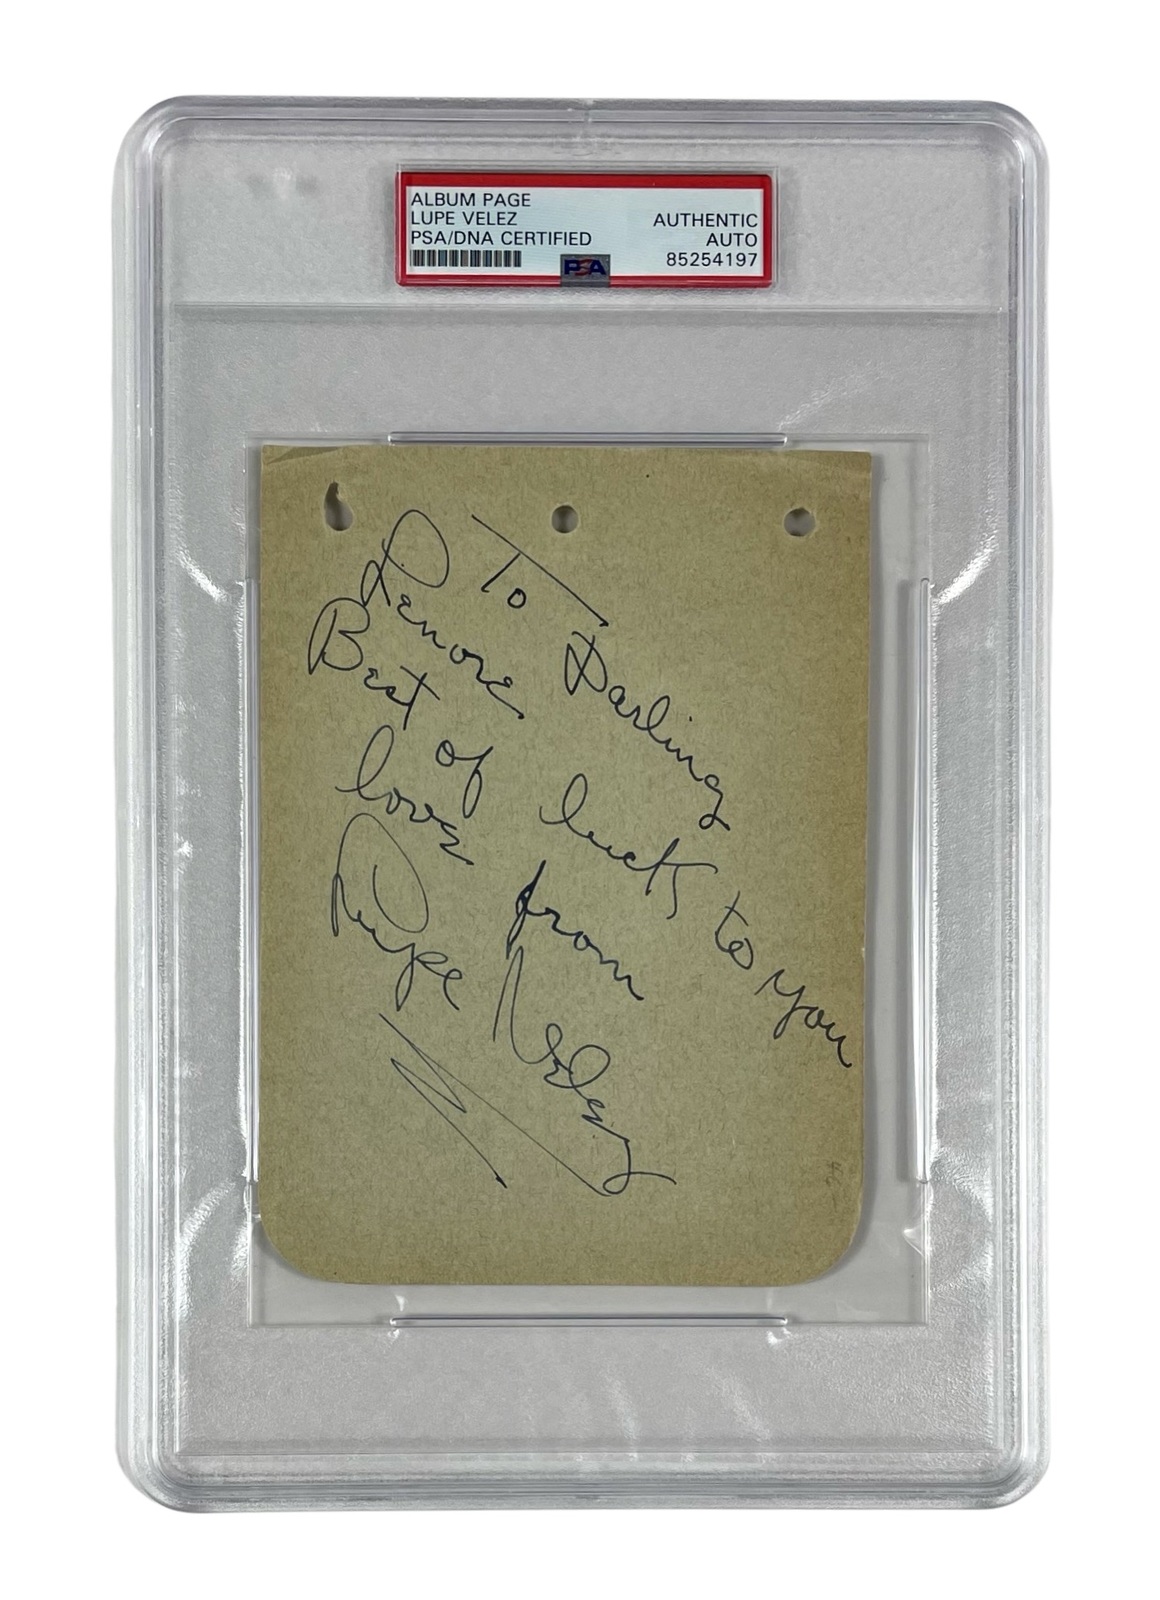 ALBUM PAGE
LUPE VELEZ
PSA/DNA CERTIFIED
AUTHENTIC
AUTO
85254197
PSA
To Darling
Lenore
Best of luck to you
love from
Lupe Velez